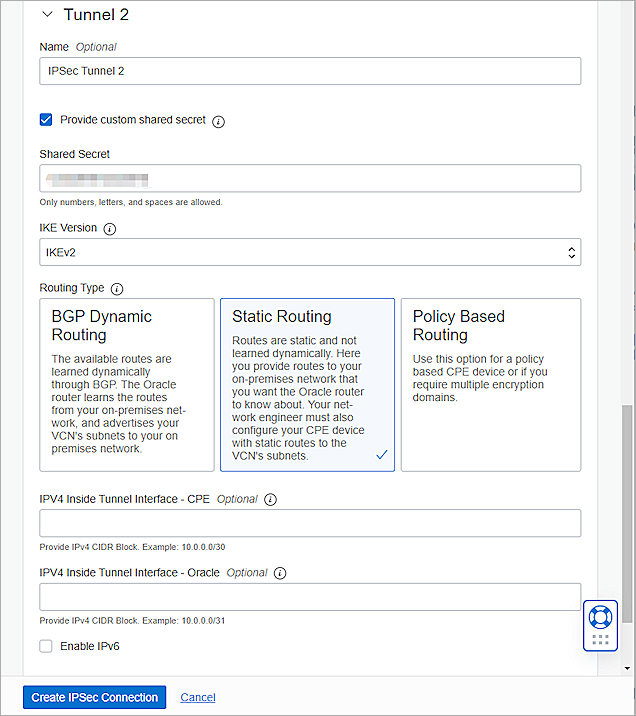 Tunnel 2
Name Optional
IPSec Tunnel 2
Provide custom shared secret
Shared Secret
Only numbers, letters, and spaces are allowed.
IKE Version
IKEv2
Routing Type
BGP Dynamic
Routing
The available routes are
learned dynamically
through BGP. The Oracle
router learns the routes
from your on-premises net-
work, and advertises your
VCN's subnets to your on
premises network.
Static Routing
Routes are static and not
learned dynamically. Here
you provide routes to your
on-premises network that
you want the Oracle router
to know about. Your net-
work engineer must also
configure your CPE device
with static routes to the
VCN's subnets.
Policy Based
Routing
Use this option for a policy
based CPE device or if you
require multiple encryption
domains.
IPV4 Inside Tunnel Interface - CPE Optional
Provide IPv4 CIDR Block. Example: 10.0.0.0/30
IPV4 Inside Tunnel Interface - Oracle Optional
Provide IPv4 CIDR Block. Example: 10.0.0.0/31
Enable IPv6
Create IPSec Connection Cancel